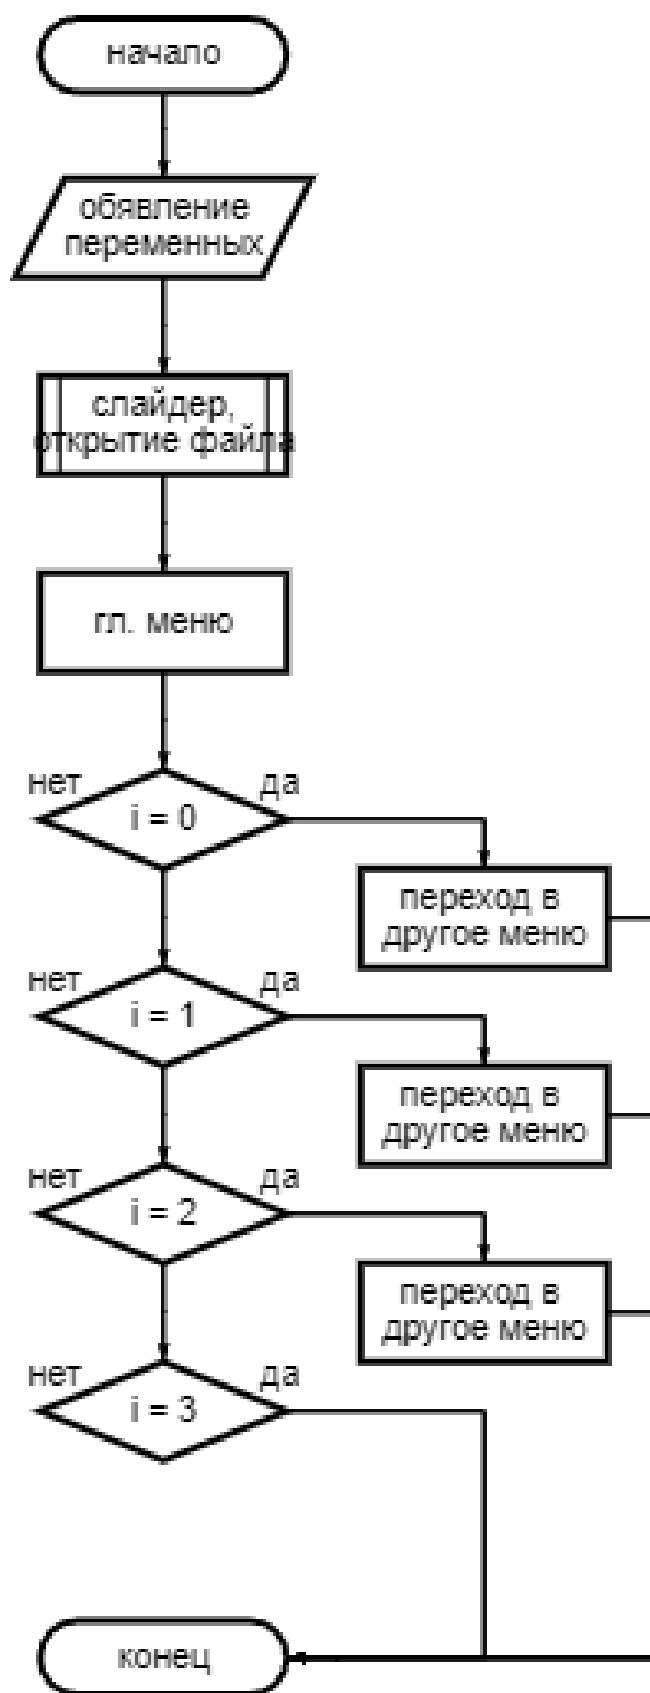 начало
обявление
переменных
слайдер,
открытие файла
гл. меню
нет
да
i = 0
переход в
другое меню
нет
да
i = 1
переход в
другое меню
нет
да
i = 2
переход в
другое меню
нет
да
i = 3
конец